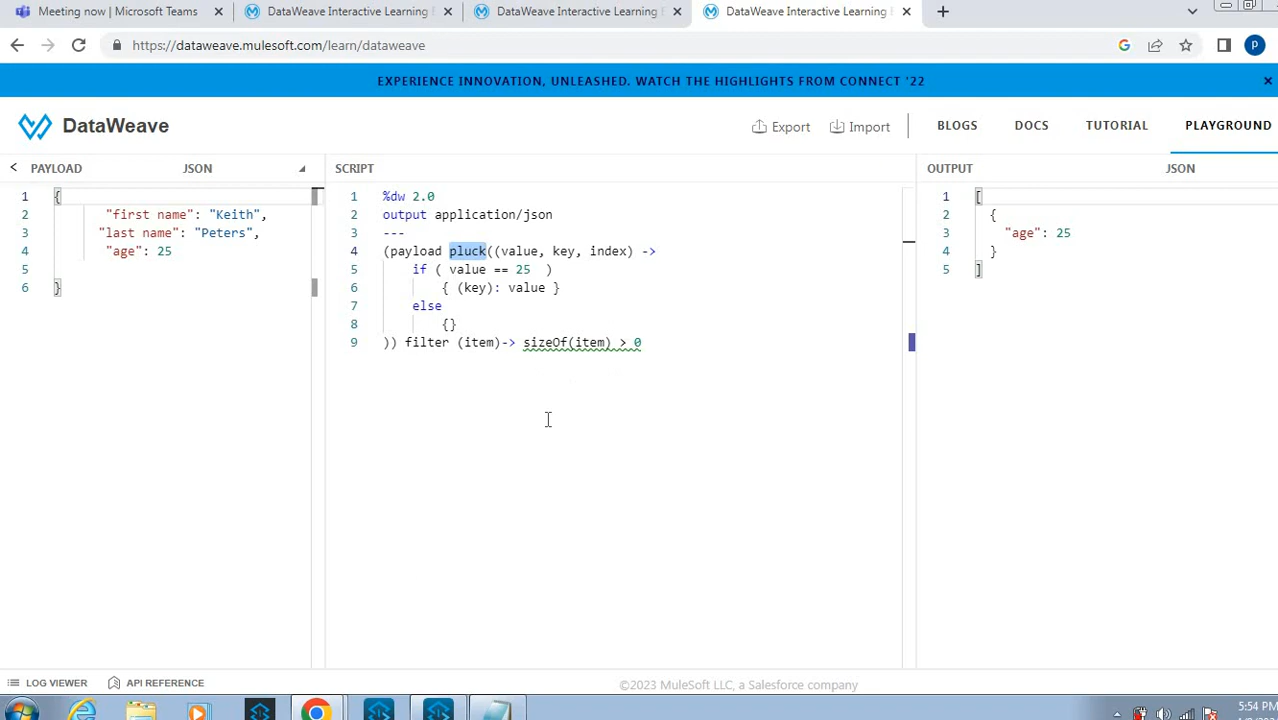 Meeting now | Microsoft Teams
DataWeave Interactive Learning E
DataWeave Interactive Learning E
DataWeave Interactive Learning E
https://dataweave.mulesoft.com/learn/dataweave
P
EXPERIENCE INNOVATION, UNLEASHED. WATCH THE HIGHLIGHTS FROM CONNECT '22
DataWeave
Export
Import
BLOGS
DOCS
TUTORIAL
PLAYGROUND
PAYLOAD
JSON
1 {
2 "first name": "Keith",
3 "last name": "Peters",
4 "age": 25
5
6 }
SCRIPT
1 %dw 2.0
2 output application/json
3 ---
4 (payload pluck((value, key, index) ->
5 if ( value == 25 )
6 { (key): value }
7 else
8 {}
9 )) filter (item)-> sizeOf(item) > 0
OUTPUT
JSON
1 [
2 {
3 "age": 25
4 }
5 ]
LOG VIEWER
API REFERENCE
©2023 MuleSoft LLC, a Salesforce company
5:54 PM